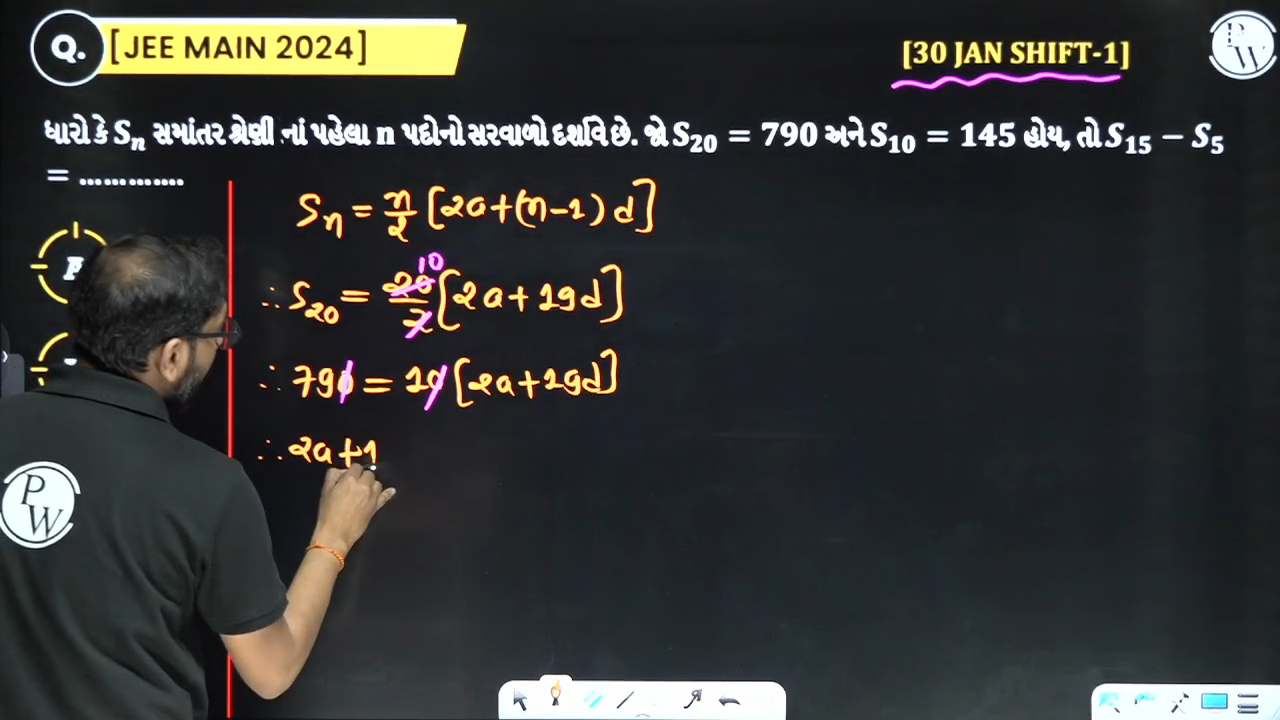 Q. [JEE MAIN 2024]
[30 JAN SHIFT-1]
P W
ધારો કે Sₙ સમાંતર શ્રેણી નાં પહેલા n પદોનો સરવાળો દર્શાવે છે. જો S₂₀ = 790 અને S₁₀ = 145 હોય, તો S₁₅ − S₅
= .............
Sₙ = n/2 [2a+(n-1)d]
∴ S₂₀ = 20/2 [2a+19d]
10
∴ 790 = 10 [2a+19d]
∴ 2a+1
P W